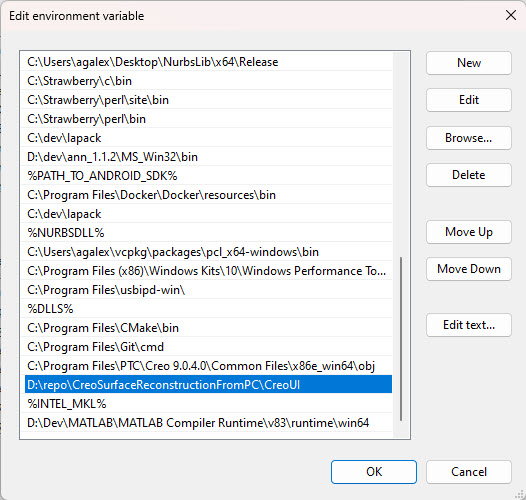 Edit environment variable
C:\Users\agalex\Desktop\NurbsLib\x64\Release
C:\Strawberry\c\bin
C:\Strawberry\perl\site\bin
C:\Strawberry\perl\bin
C:\dev\lapack
D:\dev\ann_1.1.2\MS_Win32\bin
%PATH_TO_ANDROID_SDK%
C:\Program Files\Docker\Docker\resources\bin
C:\dev\lapack
%NURBSDLL%
C:\Users\agalex\vcpkg\packages\pcl_x64-windows\bin
C:\Program Files (x86)\Windows Kits\10\Windows Performance To...
C:\Program Files\usbipd-win\
%DLLS%
C:\Program Files\CMake\bin
C:\Program Files\Git\cmd
C:\Program Files\PTC\Creo 9.0.4.0\Common Files\x86e_win64\obj
D:\repo\CreoSurfaceReconstructionFromPC\CreoUI
%INTEL_MKL%
D:\Dev\MATLAB\MATLAB Compiler Runtime\v83\runtime\win64
New
Edit
Browse...
Delete
Move Up
Move Down
Edit text...
OK
Cancel